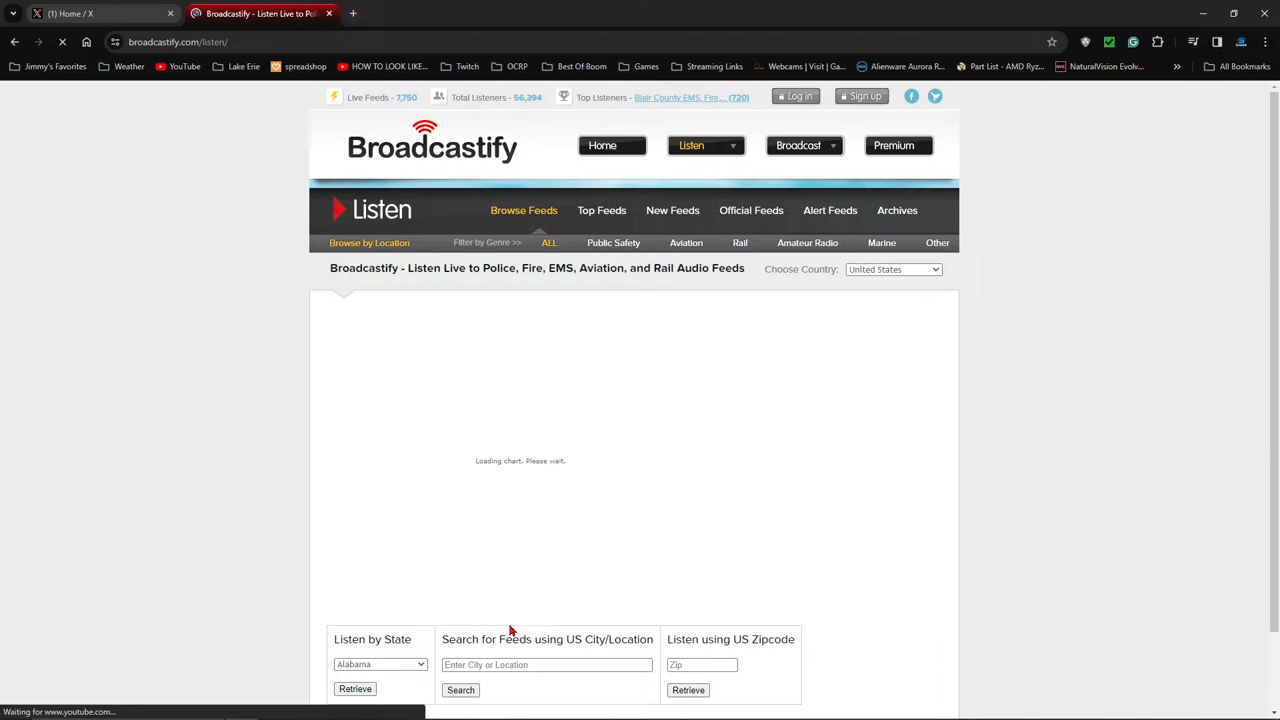 (1) Home / X
Broadcastify - Listen Live to Poli
broadcastify.com/listen/
Jimmy's Favorites Weather YouTube Lake Erie spreadshop HOW TO LOOK LIKE... Twitch OCRP Best Of Boom Games Streaming Links Webcams | Visit | Ga... Alienware Aurora R... Part List - AMD Ryz... NaturalVision Evolv... » All Bookmarks
Live Feeds - 7,750 Total Listeners - 56,394 Top Listeners - Blair County EMS, Fire,... (720) Log in Sign up
Broadcastify Home Listen Broadcast Premium
Listen Browse Feeds Top Feeds New Feeds Official Feeds Alert Feeds Archives
Browse by Location Filter by Genre >> ALL Public Safety Aviation Rail Amateur Radio Marine Other
Broadcastify - Listen Live to Police, Fire, EMS, Aviation, and Rail Audio Feeds Choose Country: United States
Loading chart. Please wait.
Listen by State Search for Feeds using US City/Location Listen using US Zipcode
Alabama Enter City or Location Zip
Retrieve Search Retrieve
Waiting for www.youtube.com...